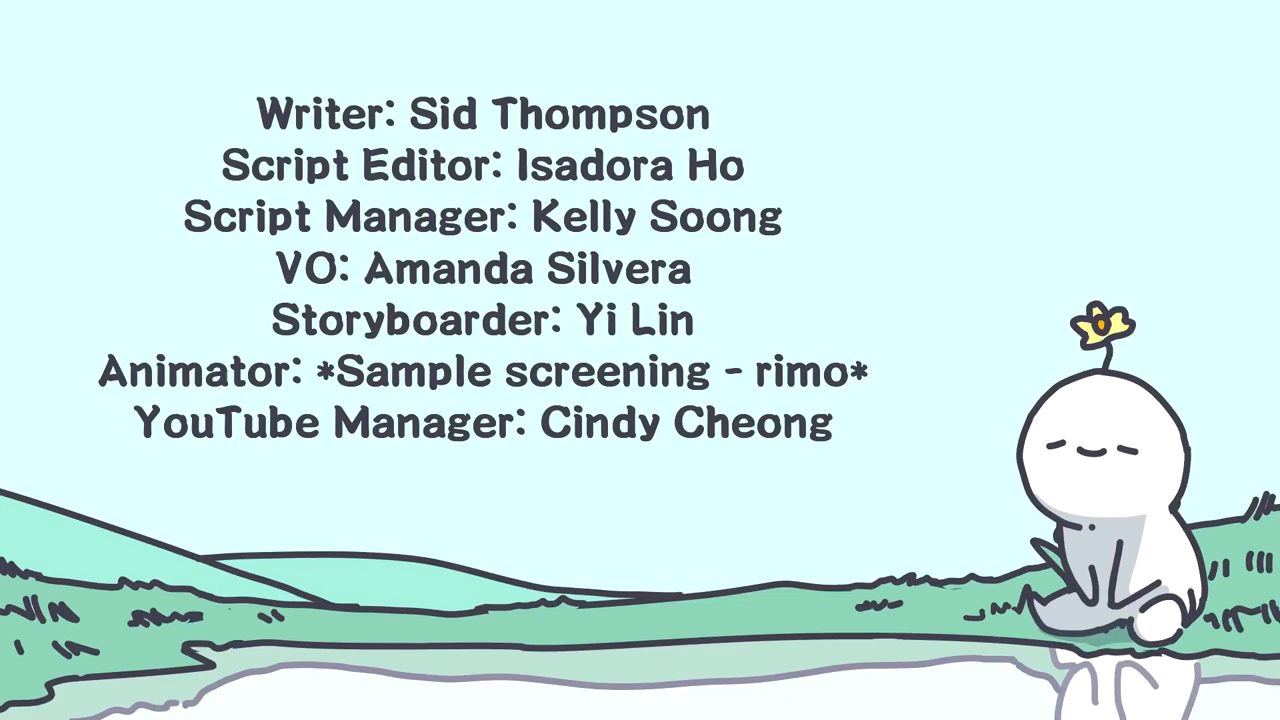 Writer: Sid Thompson
Script Editor: Isadora Ho
Script Manager: Kelly Soong
VO: Amanda Silvera
Storyboarder: Yi Lin
Animator: *Sample screening - rimo*
YouTube Manager: Cindy Cheong